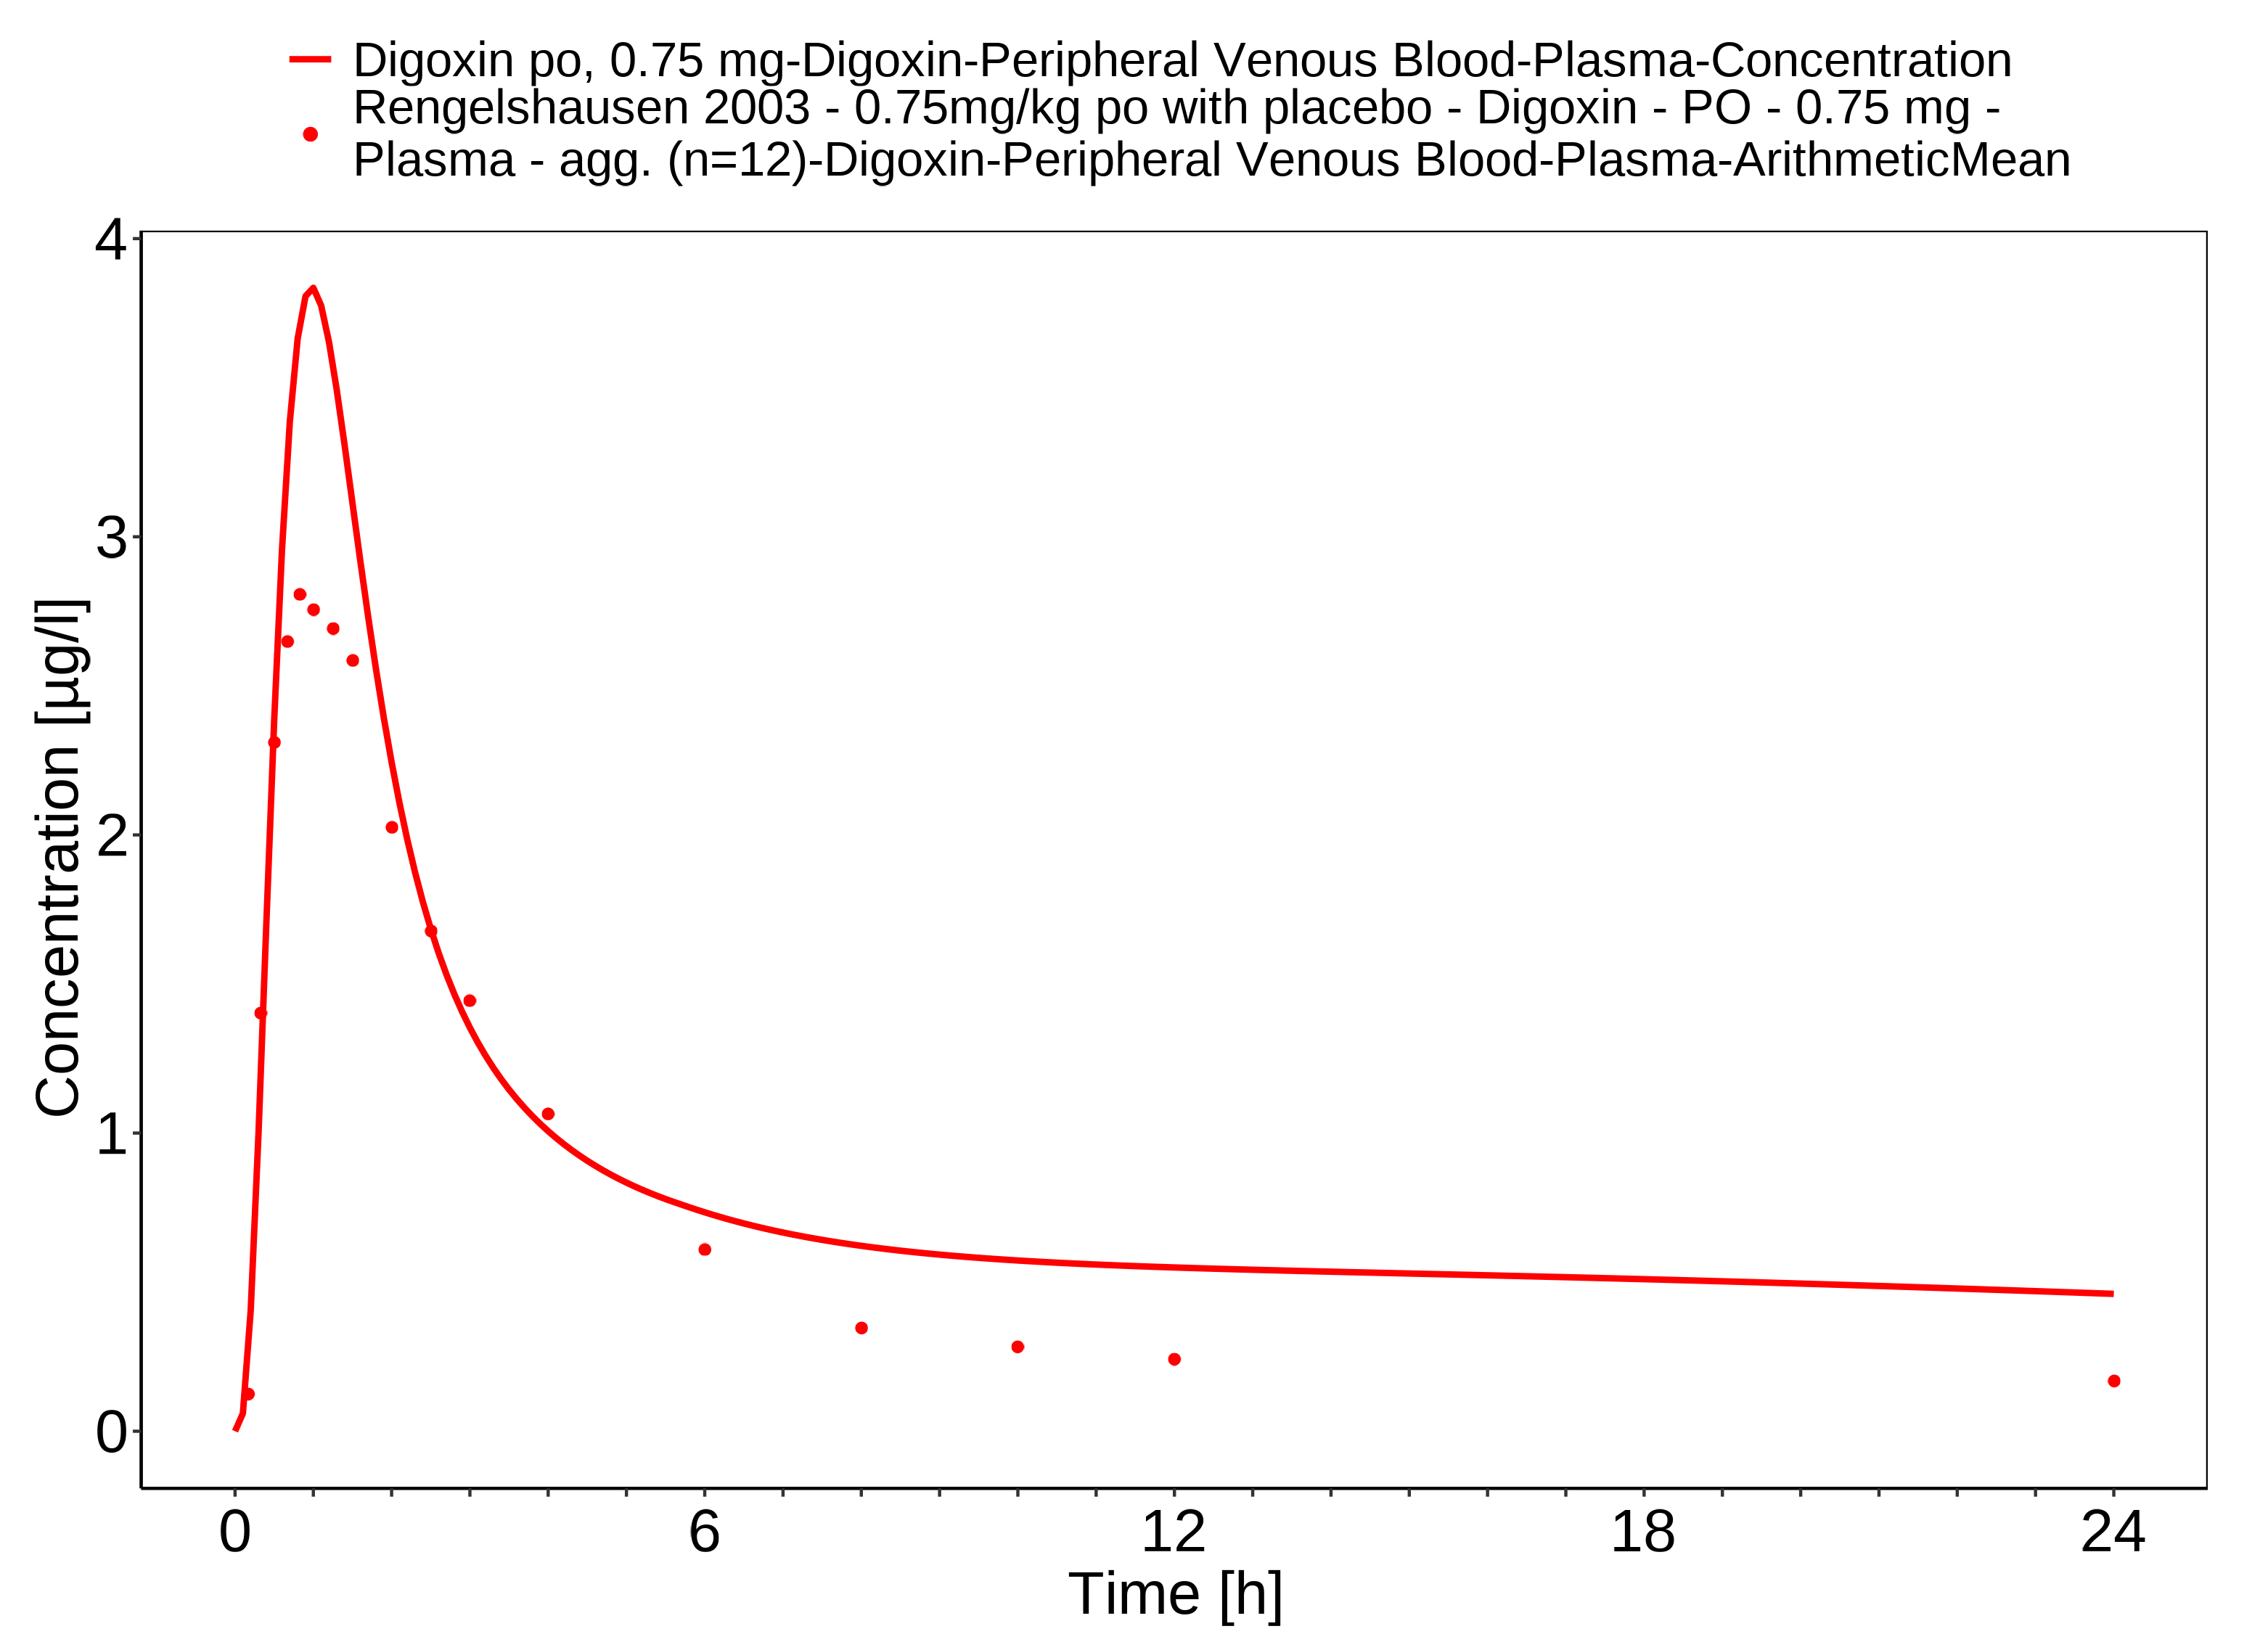 Digoxin po, 0.75 mg-Digoxin-Peripheral Venous Blood-Plasma-Concentration
Rengelshausen 2003 - 0.75mg/kg po with placebo - Digoxin - PO - 0.75 mg -
Plasma - agg. (n=12)-Digoxin-Peripheral Venous Blood-Plasma-ArithmeticMean
4
3
2
1
0
Concentration [µg/l]
0 6 12 18 24
Time [h]